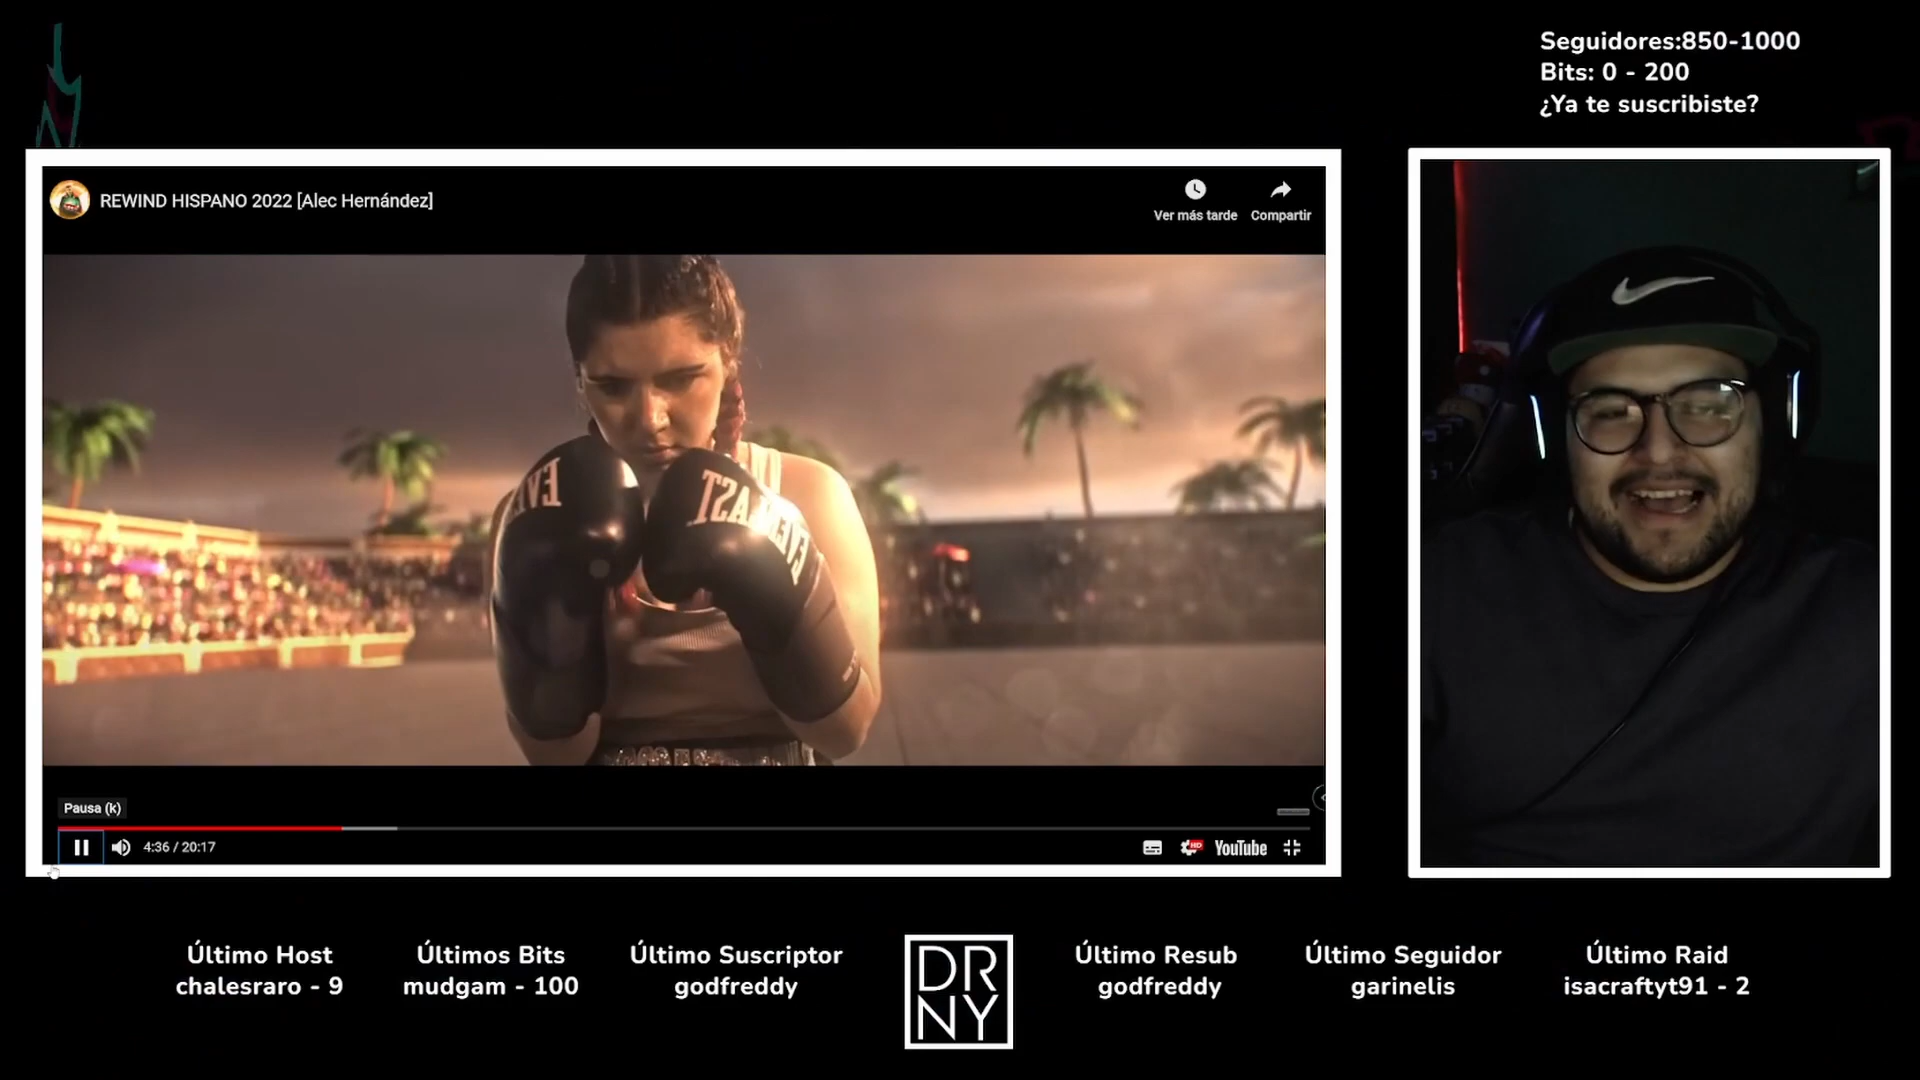 Seguidores:850-1000
Bits: 0 - 200
¿Ya te suscribiste?
REWIND HISPANO 2022 [Alec Hernández]
Ver más tarde
Compartir
Pausa (k)
4:36 / 20:17
HD
YouTube
Último Host
chalesraro - 9
Últimos Bits
mudgam - 100
Último Suscriptor
godfreddy
DR
NY
Último Resub
godfreddy
Último Seguidor
garinelis
Último Raid
isacraftyt91 - 2